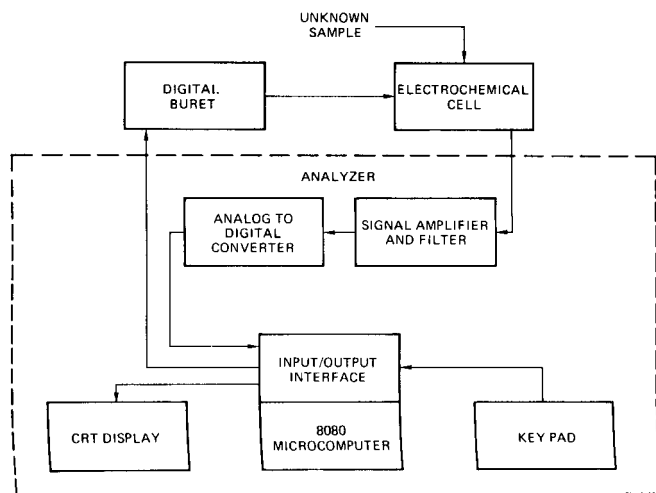 UNKNOWN
SAMPLE
DIGITAL
BURET
ELECTROCHEMICAL
CELL
ANALYZER
ANALOG TO
DIGITAL
CONVERTER
SIGNAL AMPLIFIER
AND FILTER
INPUT/OUTPUT
INTERFACE
CRT DISPLAY
8080
MICROCOMPUTER
KEY PAD